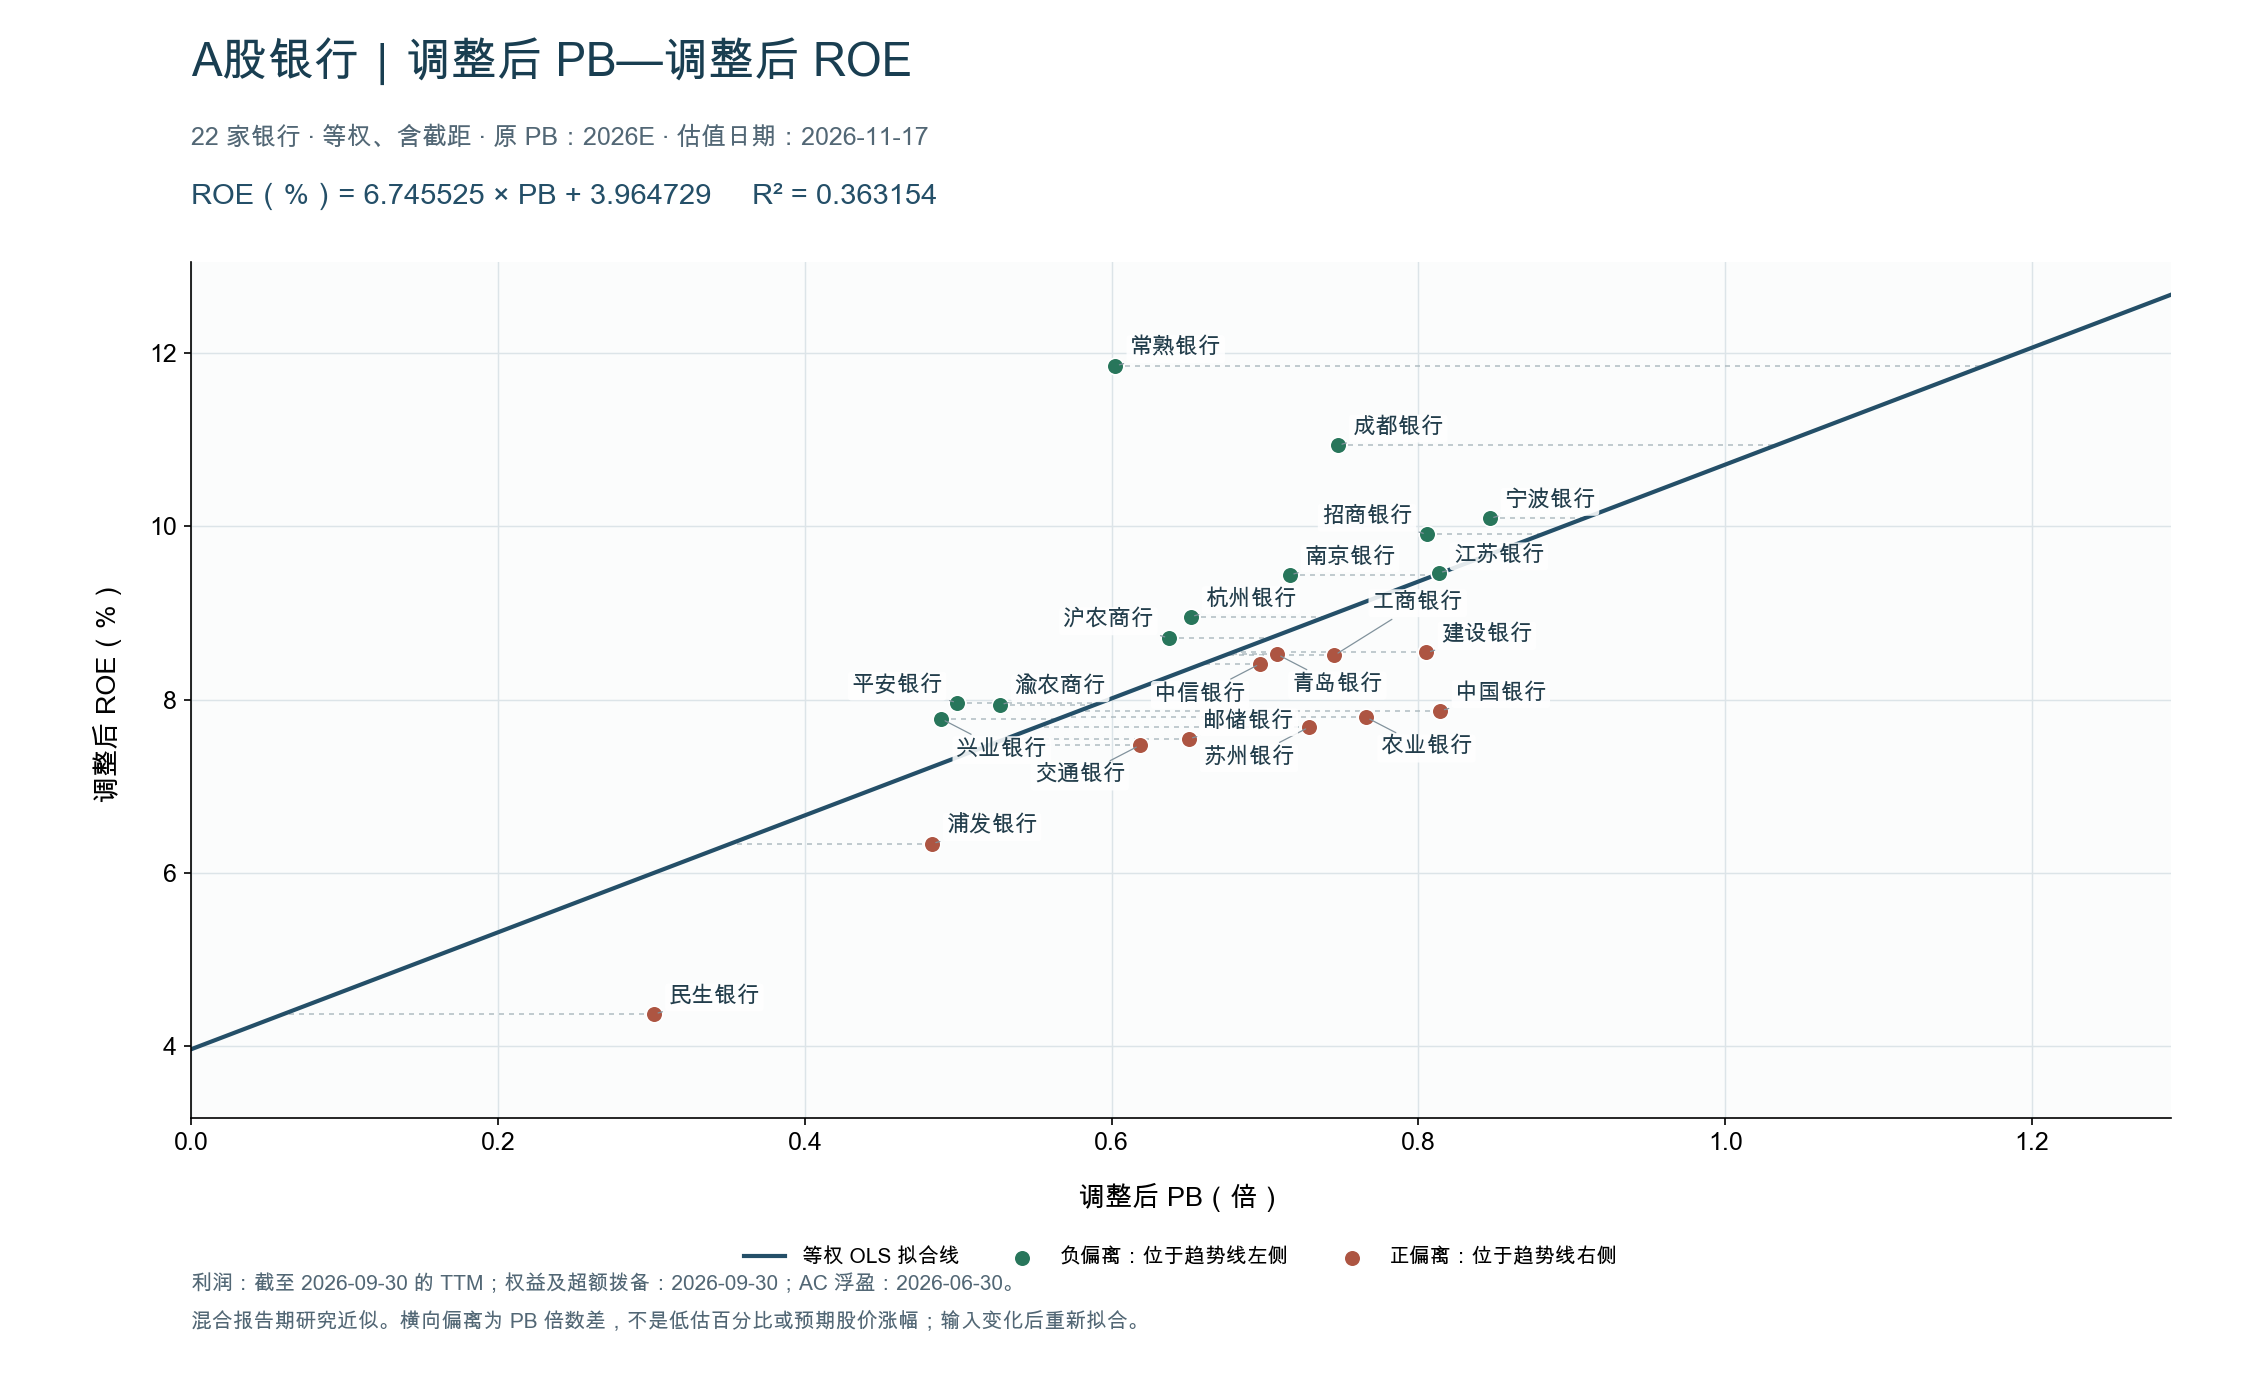 A股银行｜调整后 PB—调整后 ROE
22 家银行 · 等权、含截距 · 原 PB：2026E · 估值日期：2026-11-17
ROE（%）= 6.745525 × PB + 3.964729 R² = 0.363154
调整后 ROE（%）
12
10
8
6
4
常熟银行
成都银行
宁波银行
招商银行
江苏银行
南京银行
杭州银行
工商银行
沪农商行
建设银行
平安银行
渝农商行
中信银行
青岛银行
中国银行
邮储银行
兴业银行
苏州银行
农业银行
交通银行
浦发银行
民生银行
0.0
0.2
0.4
0.6
0.8
1.0
1.2
调整后 PB（倍）
等权 OLS 拟合线
负偏离：位于趋势线左侧
正偏离：位于趋势线右侧
利润：截至 2026-09-30 的 TTM；权益及超额拨备：2026-09-30；AC 浮盈：2026-06-30。
混合报告期研究近似。横向偏离为 PB 倍数差，不是低估百分比或预期股价涨幅；输入变化后重新拟合。